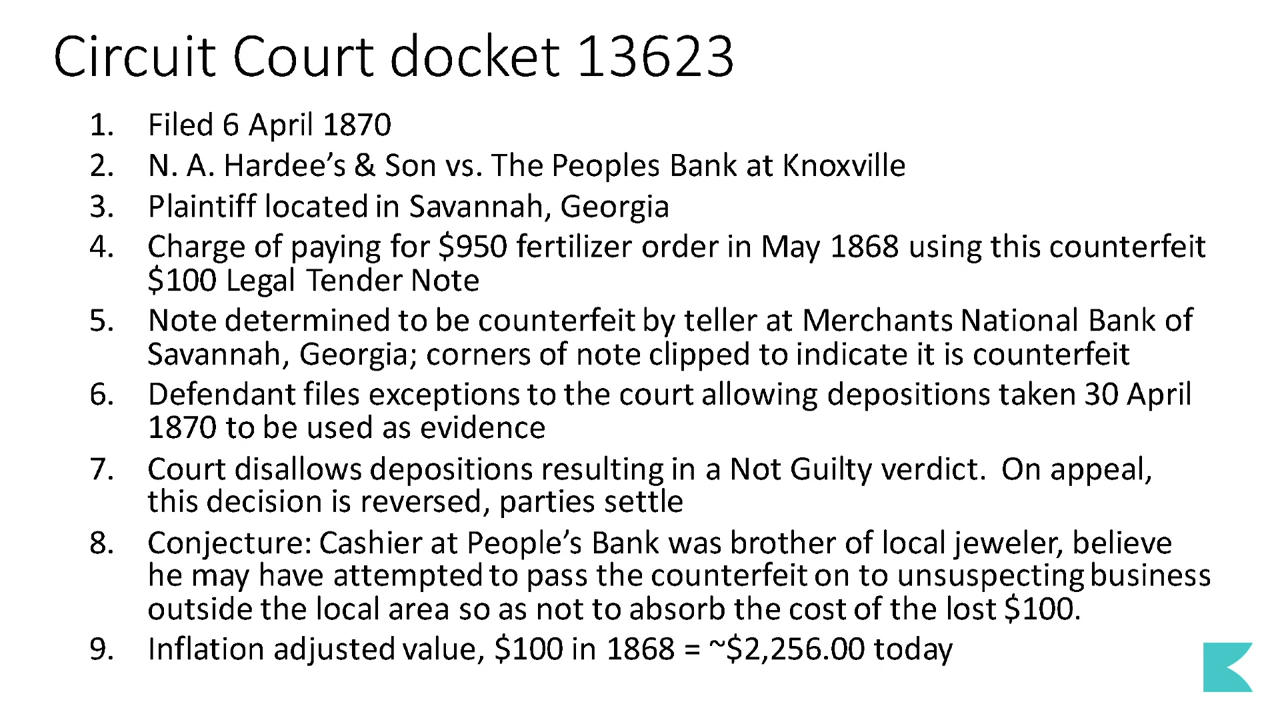 Circuit Court docket 13623
1. Filed 6 April 1870
2. N. A. Hardee's & Son vs. The Peoples Bank at Knoxville
3. Plaintiff located in Savannah, Georgia
4. Charge of paying for $950 fertilizer order in May 1868 using this counterfeit
$100 Legal Tender Note
5. Note determined to be counterfeit by teller at Merchants National Bank of
Savannah, Georgia; corners of note clipped to indicate it is counterfeit
6. Defendant files exceptions to the court allowing depositions taken 30 April
1870 to be used as evidence
7. Court disallows depositions resulting in a Not Guilty verdict.  On appeal,
this decision is reversed, parties settle
8. Conjecture: Cashier at People's Bank was brother of local jeweler, believe
he may have attempted to pass the counterfeit on to unsuspecting business
outside the local area so as not to absorb the cost of the lost $100.
9. Inflation adjusted value, $100 in 1868 = ~$2,256.00 today